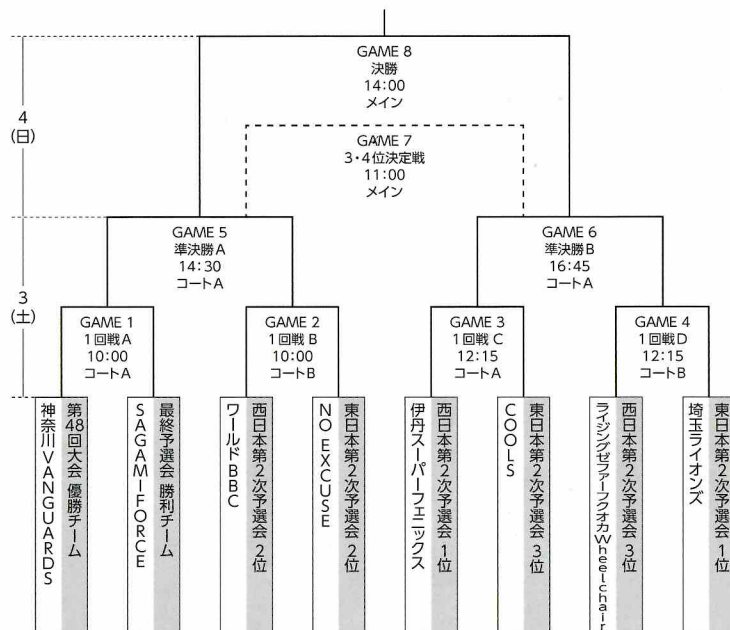 GAME 8
決勝
14:00
メイン
4
(日)
GAME 7
3・4位決定戦
11:00
メイン
GAME 5
準決勝A
14:30
コートA
GAME 6
準決勝B
16:45
コートA
3
(土)
GAME 1
1回戦A
10:00
コートA
GAME 2
1回戦 B
10:00
コートB
GAME 3
1回戦 C
12:15
コートA
GAME 4
1回戦D
12:15
コートB
第48回大会 優勝チーム
神奈川VANGUARDS
最終予選会 勝利チーム
SAGAMIFORCE
西日本第2次予選会 2位
ワールドBBC
東日本第2次予選会 2位
NO EXCUSE
西日本第2次予選会 1位
伊丹スーパーフェニックス
東日本第2次予選会 3位
COOLS
西日本第2次予選会 3位
ライジングゼファーフクオカWheelchair
東日本第2次予選会 1位
埼玉ライオンズ